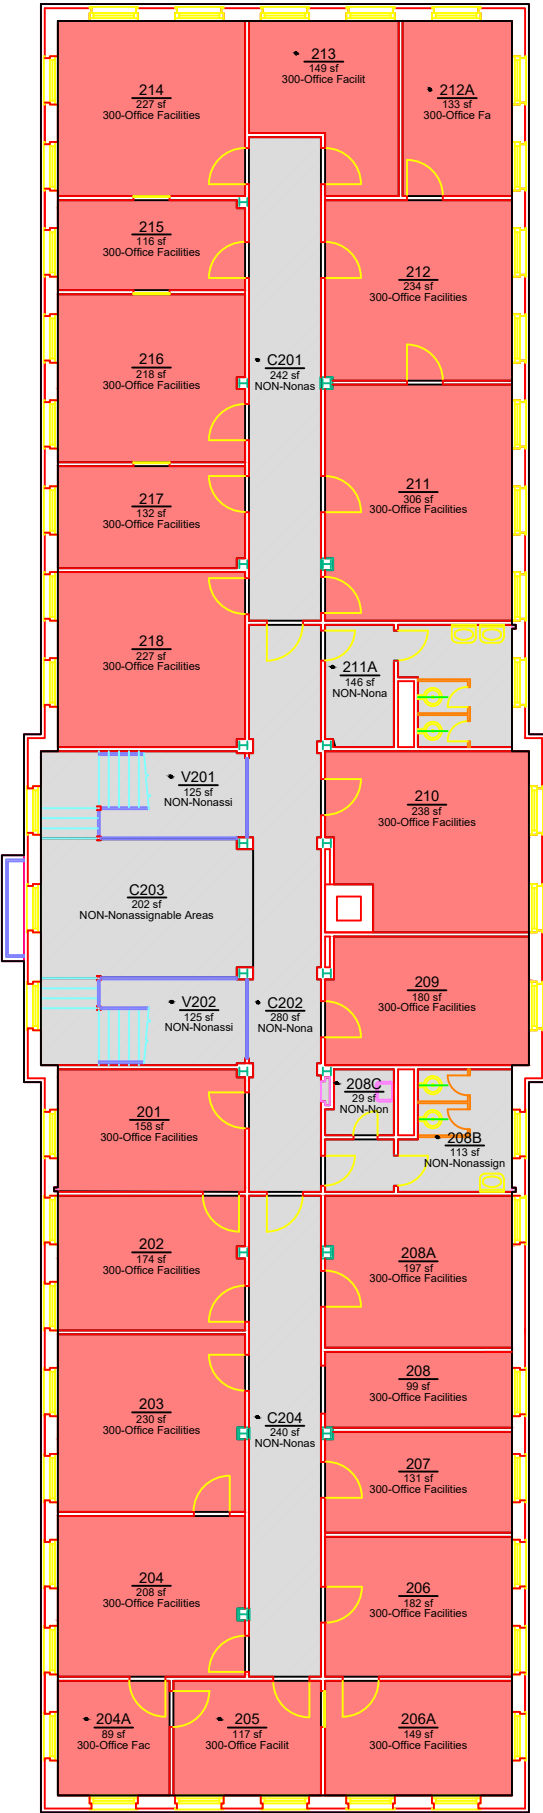 213
149 sf
300-Office Facilit
214
227 sf
300-Office Facilities
212A
133 sf
300-Office Fa
215
116 sf
300-Office Facilities
212
234 sf
300-Office Facilities
216
218 sf
300-Office Facilities
C201
242 sf
NON-Nonas
217
132 sf
300-Office Facilities
211
306 sf
300-Office Facilities
218
227 sf
300-Office Facilities
211A
146 sf
NON-Nona
V201
125 sf
NON-Nonassi
210
238 sf
300-Office Facilities
C203
202 sf
NON-Nonassignable Areas
209
180 sf
300-Office Facilities
V202
125 sf
NON-Nonassi
C202
280 sf
NON-Nona
208C
29 sf
NON-Non
201
158 sf
300-Office Facilities
208B
113 sf
NON-Nonassign
202
174 sf
300-Office Facilities
208A
197 sf
300-Office Facilities
208
99 sf
300-Office Facilities
203
230 sf
300-Office Facilities
C204
240 sf
NON-Nonas
207
131 sf
300-Office Facilities
204
208 sf
300-Office Facilities
206
182 sf
300-Office Facilities
204A
89 sf
300-Office Fac
205
117 sf
300-Office Facilit
206A
149 sf
300-Office Facilities